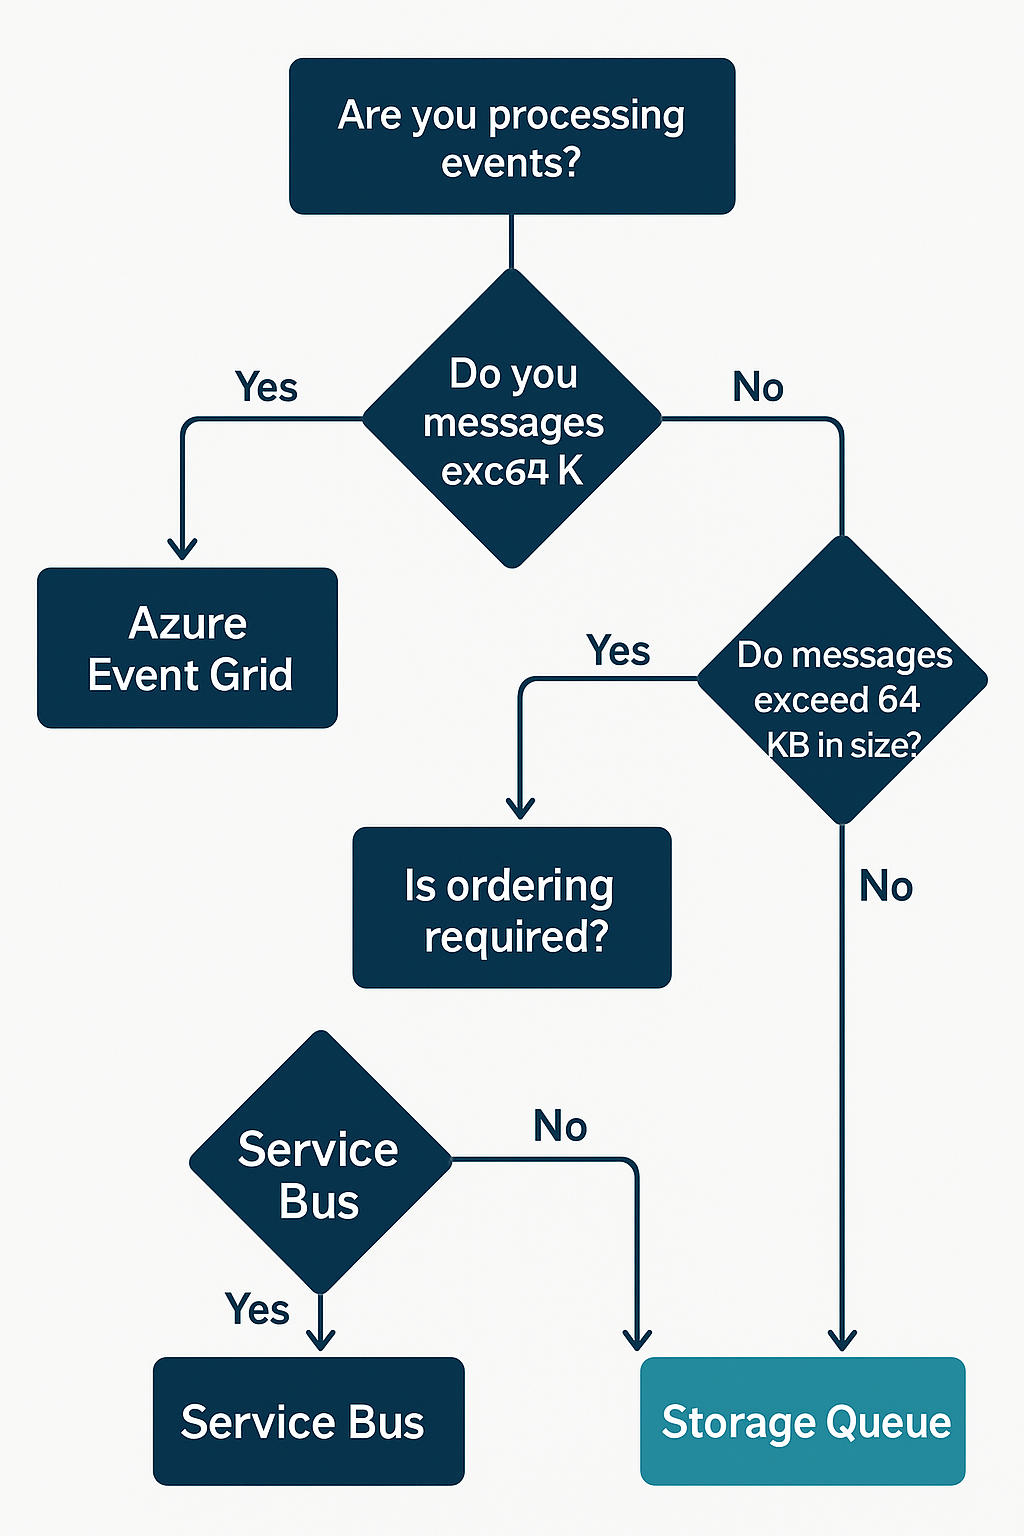 Are you processing
events?
Do you
messages
exc64 K
Yes
No
Azure
Event Grid
Yes
Do messages
exceed 64
KB in size?
Is ordering
required?
No
Service
Bus
No
Yes
Service Bus
Storage Queue